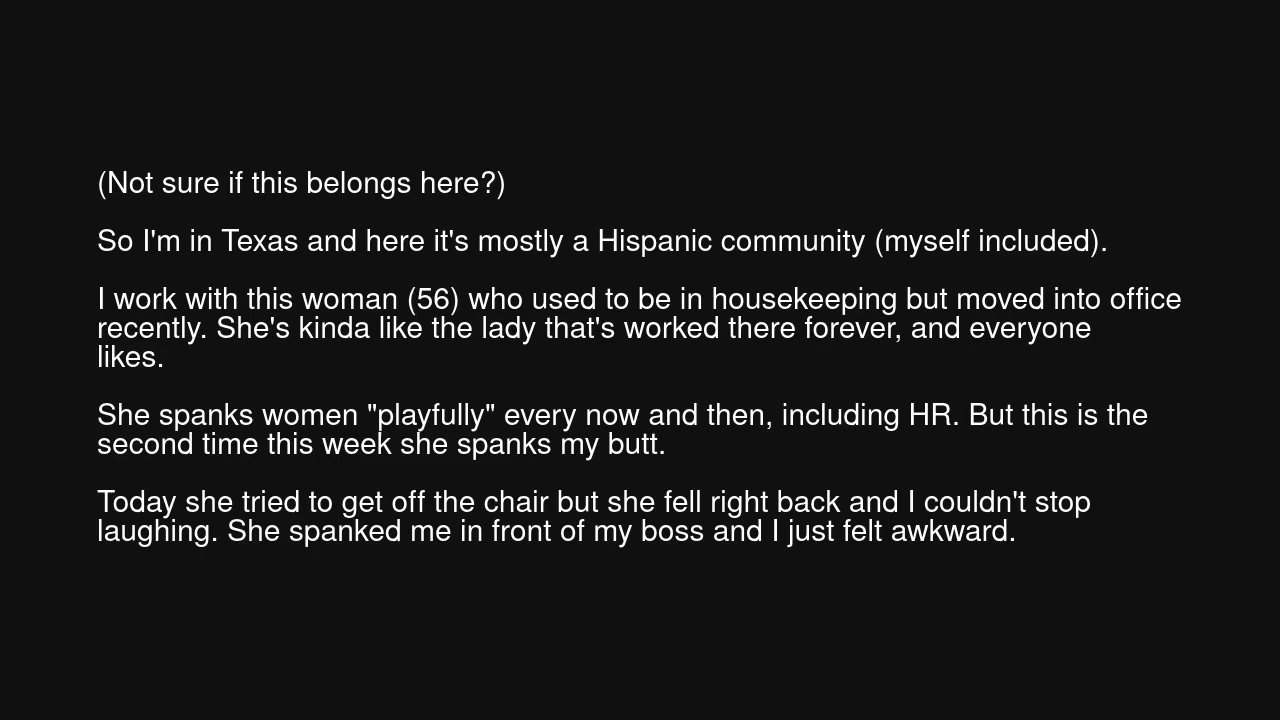 (Not sure if this belongs here?)
So I'm in Texas and here it's mostly a Hispanic community (myself included).
I work with this woman (56) who used to be in housekeeping but moved into office
recently. She's kinda like the lady that's worked there forever, and everyone
likes.
She spanks women "playfully" every now and then, including HR. But this is the
second time this week she spanks my butt.
Today she tried to get off the chair but she fell right back and I couldn't stop
laughing. She spanked me in front of my boss and I just felt awkward.